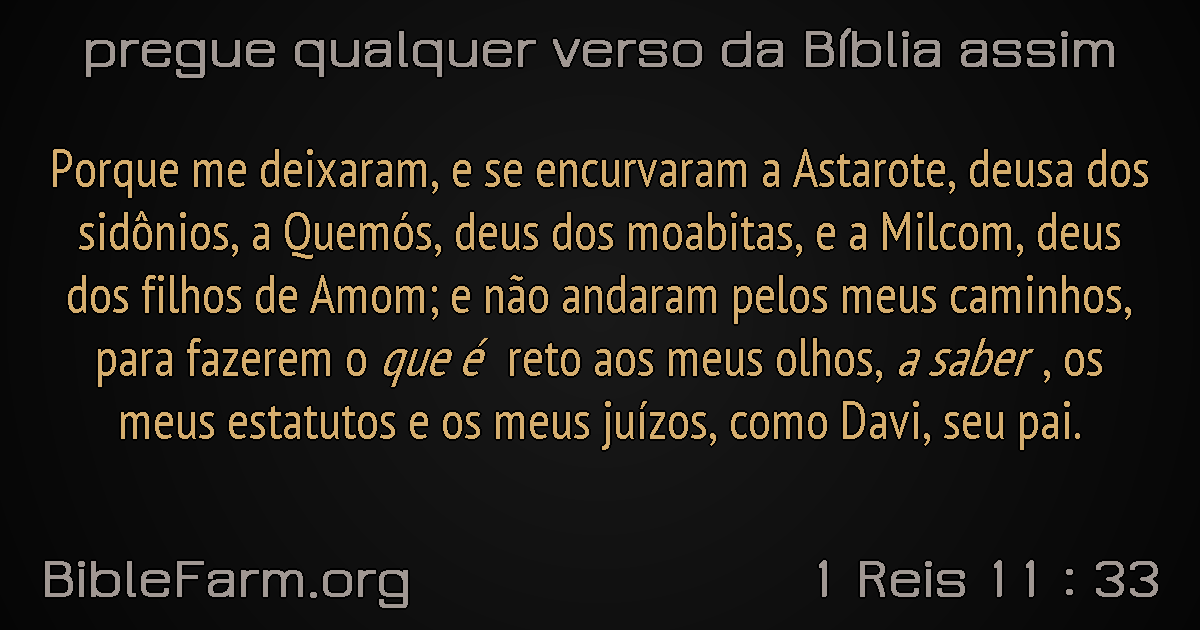 pregue qualquer verso da Bíblia assim
Porque me deixaram, e se encurvaram a Astarote, deusa dos
sidônios, a Quemós, deus dos moabitas, e a Milcom, deus
dos filhos de Amom; e não andaram pelos meus caminhos,
para fazerem o que é reto aos meus olhos, a saber , os
meus estatutos e os meus juízos, como Davi, seu pai.
BibleFarm.org
1 Reis 11 : 33